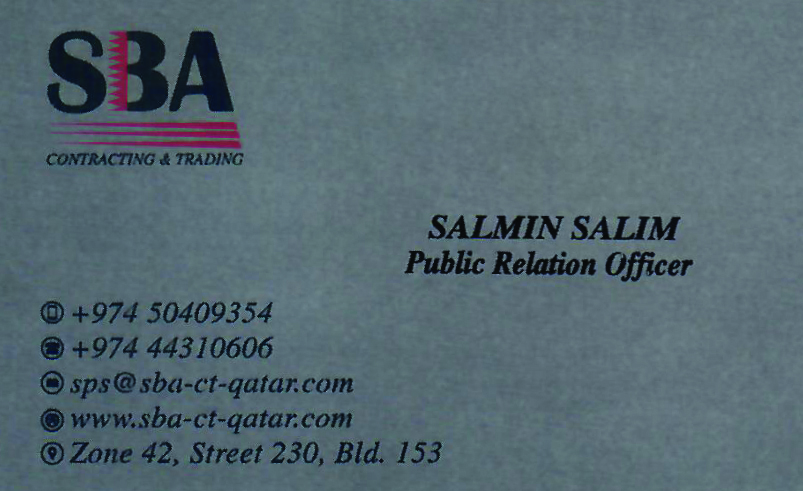 SBA
CONTRACTING & TRADING
SALMIN SALIM
Public Relation Officer
+974 50409354
+974 44310606
sps@sba-ct-qatar.com
www.sba-ct-qatar.com
Zone 42, Street 230, Bld. 153